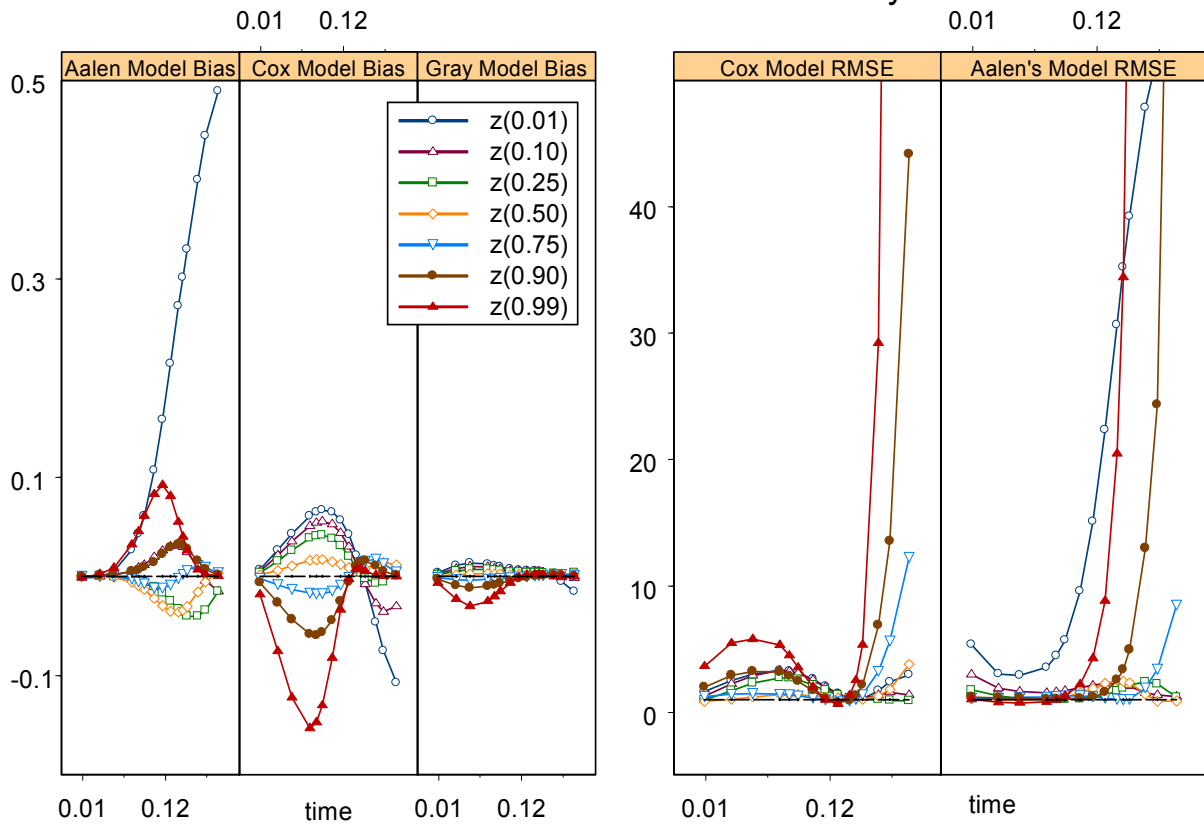 0.01 0.12
0.01 0.12
Aalen Model Bias Cox Model Bias Gray Model Bias
Cox Model RMSE Aalen's Model RMSE
0.5
0.3
0.1
-0.1
z(0.01)
z(0.10)
z(0.25)
z(0.50)
z(0.75)
z(0.90)
z(0.99)
40
30
20
10
0
0.01 0.12 time 0.01 0.12
0.01 0.12 time